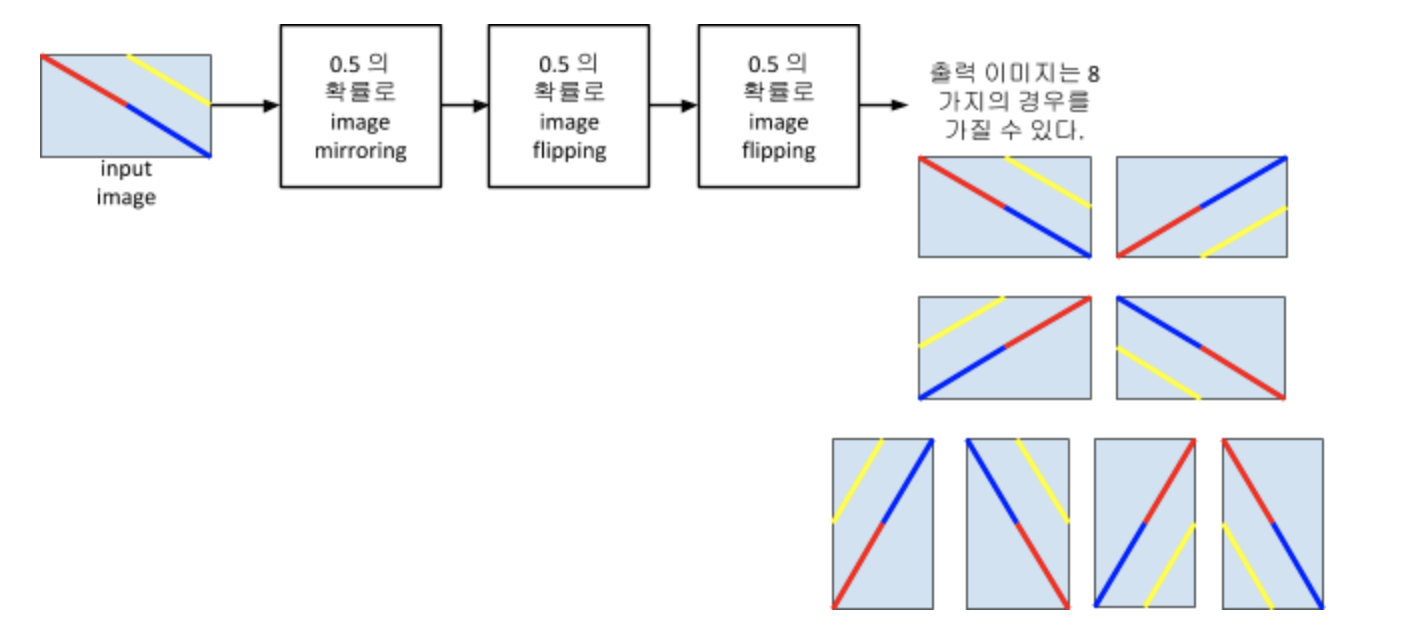 input
image
0.5 의
확률로
image
mirroring
0.5 의
확률로
image
flipping
0.5 의
확률로
image
flipping
출력 이미지는 8
가지의 경우를
가질 수 있다.